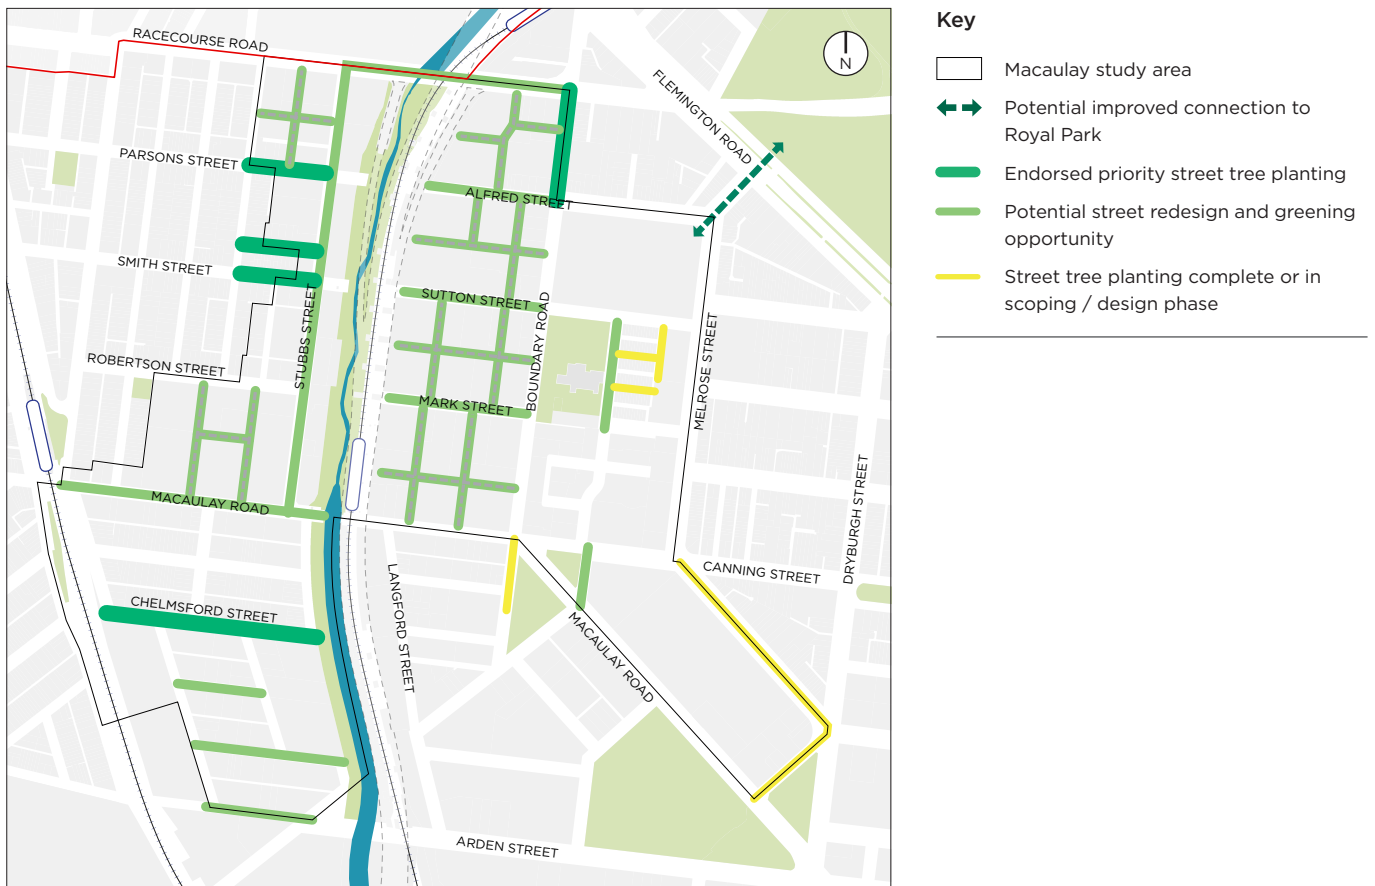 RACECOURSE ROAD
N
FLEMINGTON ROAD
PARSONS STREET
ALFRED STREET
SMITH STREET
SUTTON STREET
STUBBS STREET
BOUNDARY ROAD
MELROSE STREET
ROBERTSON STREET
MARK STREET
MACAULAY ROAD
DRYBURGH STREET
CANNING STREET
LANGFORD STREET
CHELMSFORD STREET
MACAULAY ROAD
ARDEN STREET
Key
Macaulay study area
Potential improved connection to
Royal Park
Endorsed priority street tree planting
Potential street redesign and greening
opportunity
Street tree planting complete or in
scoping / design phase